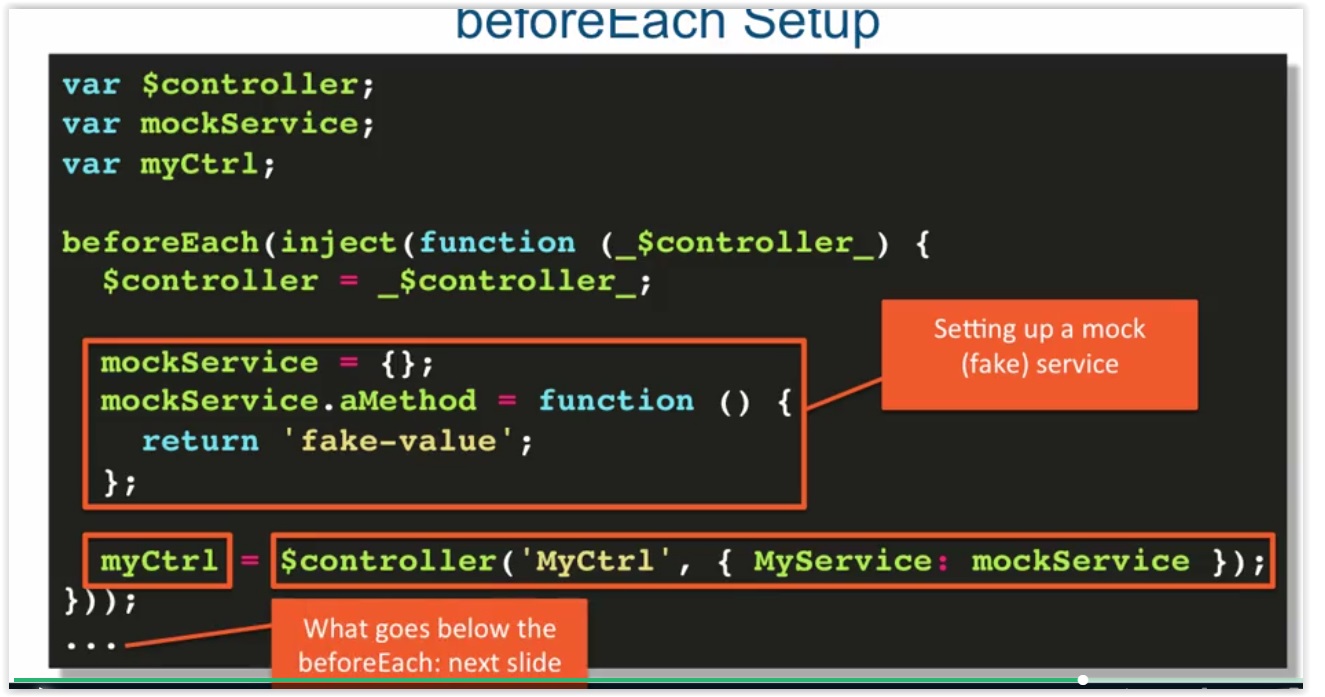 beforeEach Setup
var $controller;
var mockService;
var myCtrl;
beforeEach(inject(function (_$controller_) {
$controller = _$controller_;
mockService = {};
mockService.aMethod = function () {
return 'fake-value';
};
Setting up a mock
(fake) service
myCtrl = $controller('MyCtrl', { MyService: mockService });
}));
...
What goes below the
beforeEach: next slide